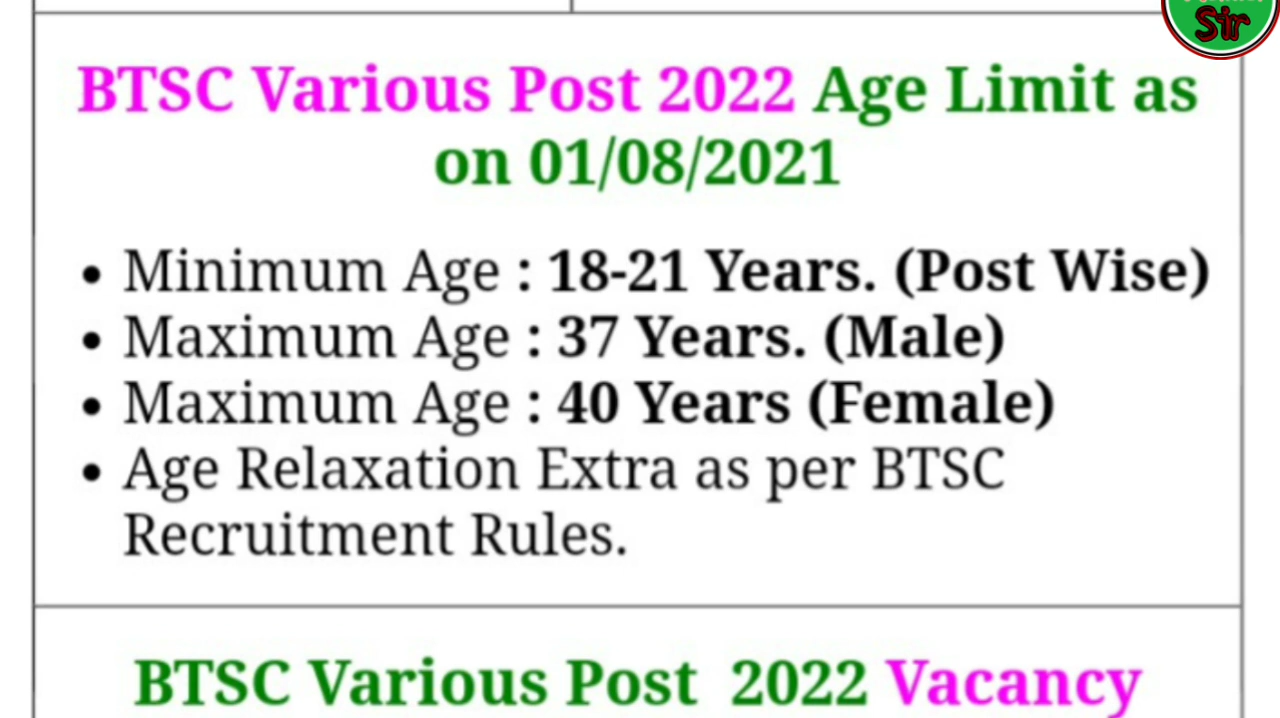 Sir
BTSC Various Post 2022 Age Limit as
on 01/08/2021
• Minimum Age : 18-21 Years. (Post Wise)
• Maximum Age : 37 Years. (Male)
• Maximum Age : 40 Years (Female)
• Age Relaxation Extra as per BTSC
Recruitment Rules.
BTSC Various Post 2022 Vacancy